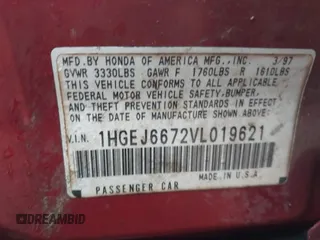 MFD. BY HONDA OF AMERICA MFG., INC. 3/97
GVWR 3330LBS GAWR F 1760LBS R 1610LBS
THIS VEHICLE CONFORMS TO ALL APPLICABLE
FEDERAL MOTOR VEHICLE SAFETY, BUMPER,
AND THEFT PREVENTION STANDARDS IN EFFECT ON
THE DATE OF MANUFACTURE SHOWN ABOVE.
V.I.N. 1HGEJ6672VL019621
PASSENGER CAR MADE IN U.S.A.
DREAMBID